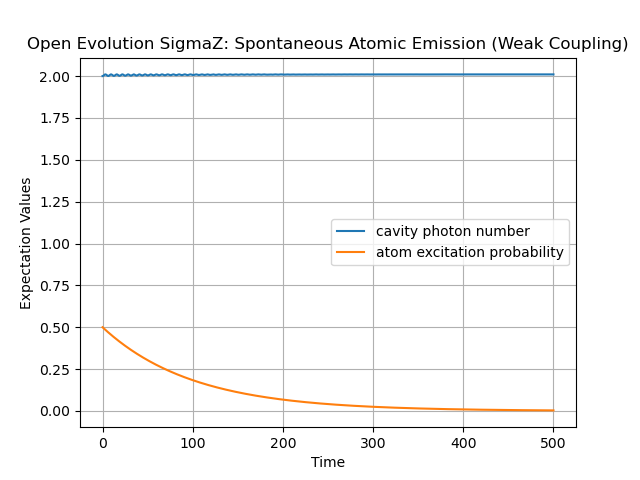 Open Evolution SigmaZ: Spontaneous Atomic Emission (Weak Coupling)
2.00
1.75
1.50
1.25
1.00
0.75
0.50
0.25
0.00
Expectation Values
cavity photon number
atom excitation probability
0 100 200 300 400 500
Time